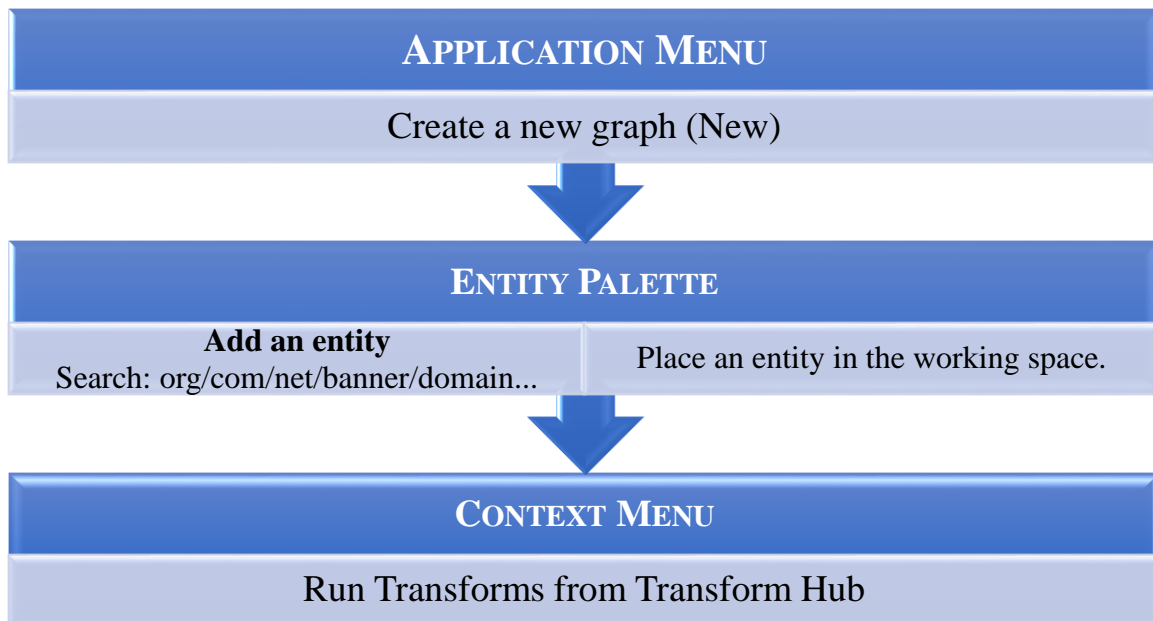 APPLICATION MENU
Create a new graph (New)
ENTITY PALETTE
Add an entity
Search: org/com/net/banner/domain...
Place an entity in the working space.
CONTEXT MENU
Run Transforms from Transform Hub